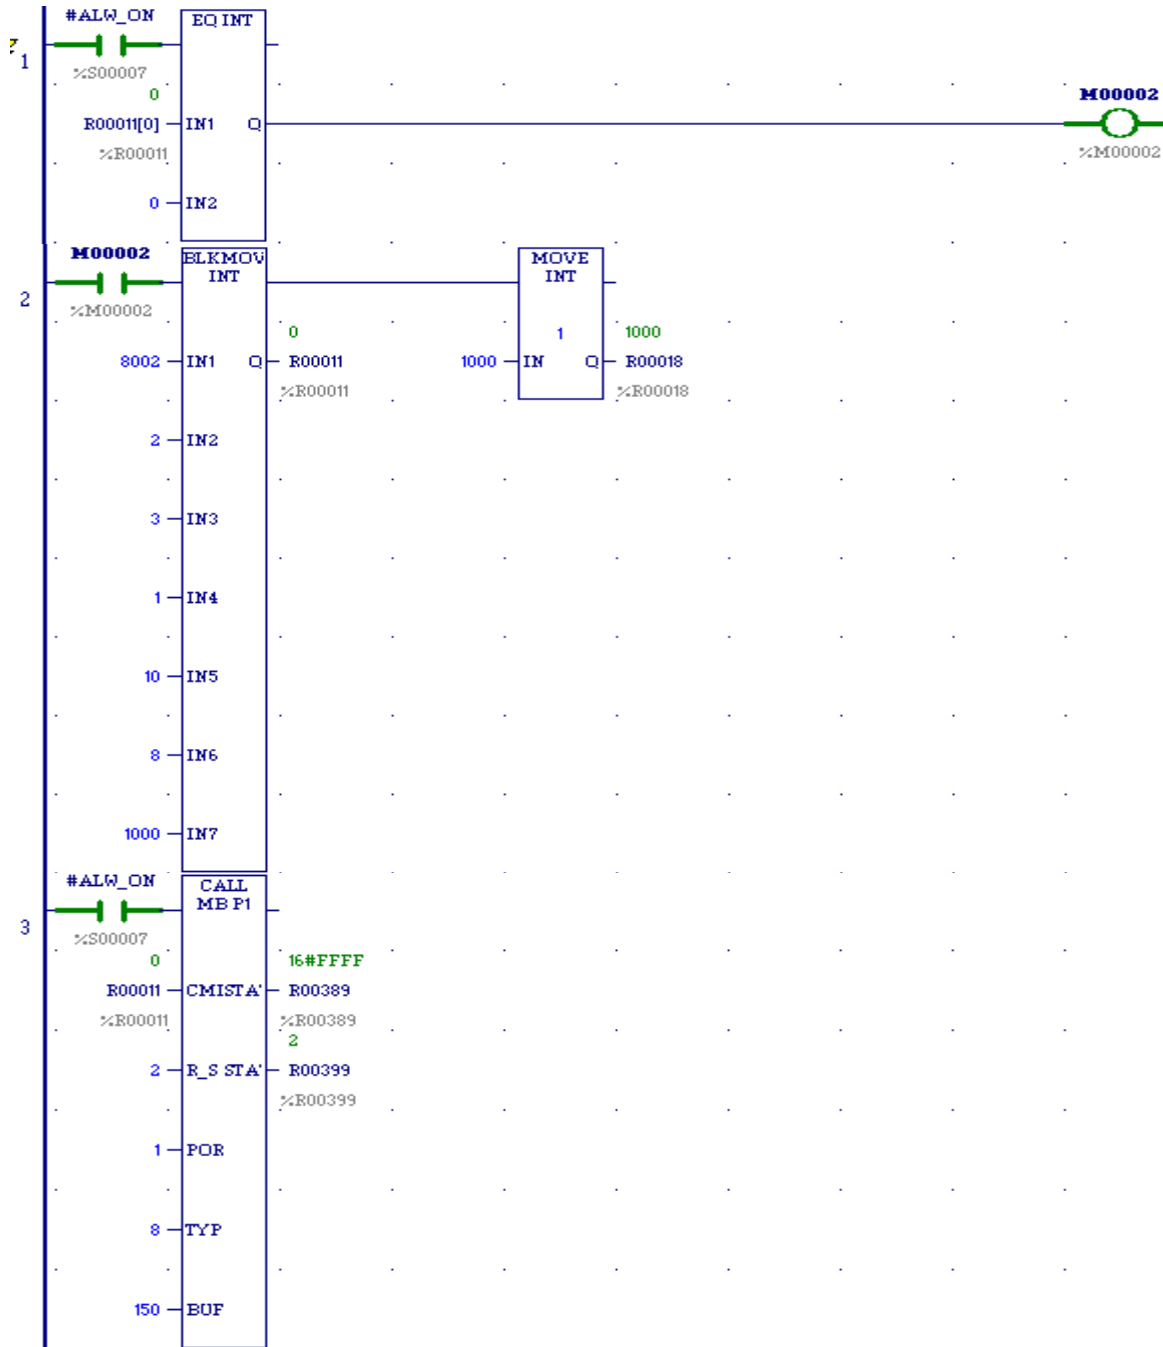 #ALW_ON EQ INT
1
%S00007
0 M00002
R00011[0] IN1 Q
%R00011 %M00002
0 IN2
M00002 BLKMOV MOVE
INT INT
2
%M00002
0 1 1000
8002 IN1 Q R00011 1000 IN Q R00018
%R00011 %R00018
2 IN2
3 IN3
1 IN4
10 IN5
8 IN6
1000 IN7
#ALW_ON CALL
MB P1
3
%S00007
0 16#FFFF
R00011 CMISTA' R00389
%R00011 %R00389
2
2 R_S STA' R00399
%R00399
1 POR
8 TYP
150 BUF